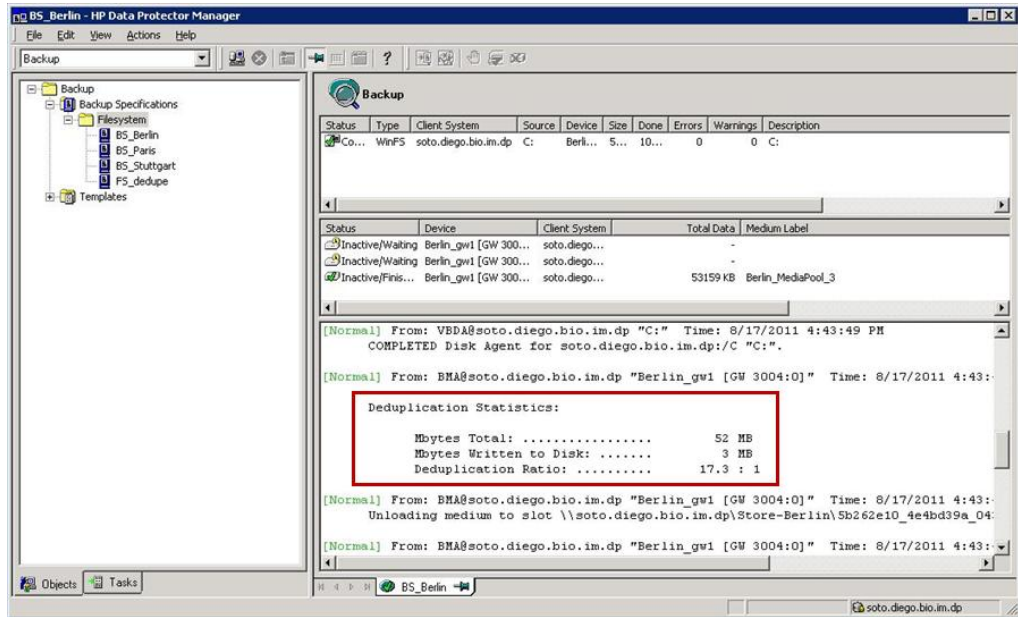 BS_Berlin - HP Data Protector Manager
File Edit View Actions Help
Backup
Backup
Backup Specifications
Filesystem
BS_Berlin
BS_Paris
BS_Stuttgart
FS_dedupe
Templates
Backup
Status Type Client System Source Device Size Done Errors Warnings Description
Co... WinFS soto.diego.bio.im.dp C: Berli... 5... 10... 0 0 C:
Status Device Client System Total Data Medium Label
Inactive/Waiting Berlin_gw1 [GW 300... soto.diego... -
Inactive/Waiting Berlin_gw1 [GW 300... soto.diego... -
Inactive/Finis... Berlin_gw1 [GW 300... soto.diego... 53159 KB Berlin_MediaPool_3
[Normal] From: VBDA@soto.diego.bio.im.dp "C:" Time: 8/17/2011 4:43:49 PM
COMPLETED Disk Agent for soto.diego.bio.im.dp:/C "C:".
[Normal] From: BMA@soto.diego.bio.im.dp "Berlin_gw1 [GW 3004:0]" Time: 8/17/2011 4:43:
Deduplication Statistics:
Mbytes Total: ................. 52 MB
Mbytes Written to Disk: ....... 3 MB
Deduplication Ratio: .......... 17.3 : 1
[Normal] From: BMA@soto.diego.bio.im.dp "Berlin_gw1 [GW 3004:0]" Time: 8/17/2011 4:43:
Unloading medium to slot \\soto.diego.bio.im.dp\Store-Berlin\5b262e10_4e4bd39a_04
[Normal] From: BMA@soto.diego.bio.im.dp "Berlin_gw1 [GW 3004:0]" Time: 8/17/2011 4:43:
Objects Tasks
BS_Berlin
soto.diego.bio.im.dp